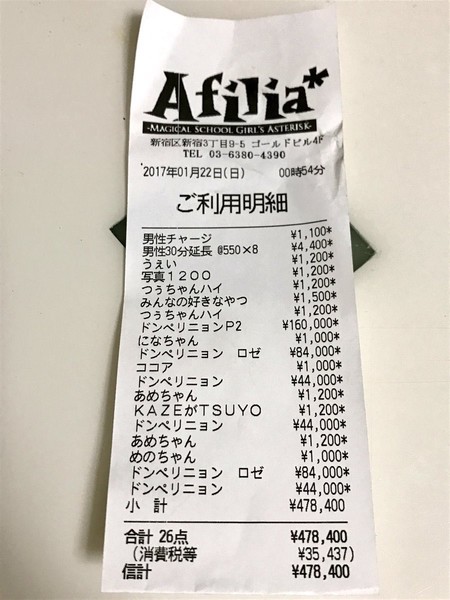 Afilia*
-MAGICAL SCHOOL GIRL'S ASTERISK-
新宿区新宿3丁目9-5 ゴールドビル4F
TEL 03-6380-4390
2017年01月22日(日) 00時54分
ご利用明細
男性チャージ ¥1,100*
男性30分延長 @550×8 ¥4,400*
うぇい ¥1,200*
写真1200 ¥1,200*
つぅちゃんハイ ¥1,200*
みんなの好きなやつ ¥1,500*
つぅちゃんハイ ¥1,200*
ドンペリニョンP2 ¥160,000*
になちゃん ¥1,000*
ドンペリニョン ロゼ ¥84,000*
ココア ¥1,000*
ドンペリニョン ¥44,000*
あめちゃん ¥1,200*
KAZEがTSUYO ¥1,200*
ドンペリニョン ¥44,000*
あめちゃん ¥1,200*
めのちゃん ¥1,000*
ドンペリニョン ロゼ ¥84,000*
ドンペリニョン ¥44,000*
小 計 ¥478,400
合計 26点 ¥478,400
(消費税等 ¥35,437)
信計 ¥478,400